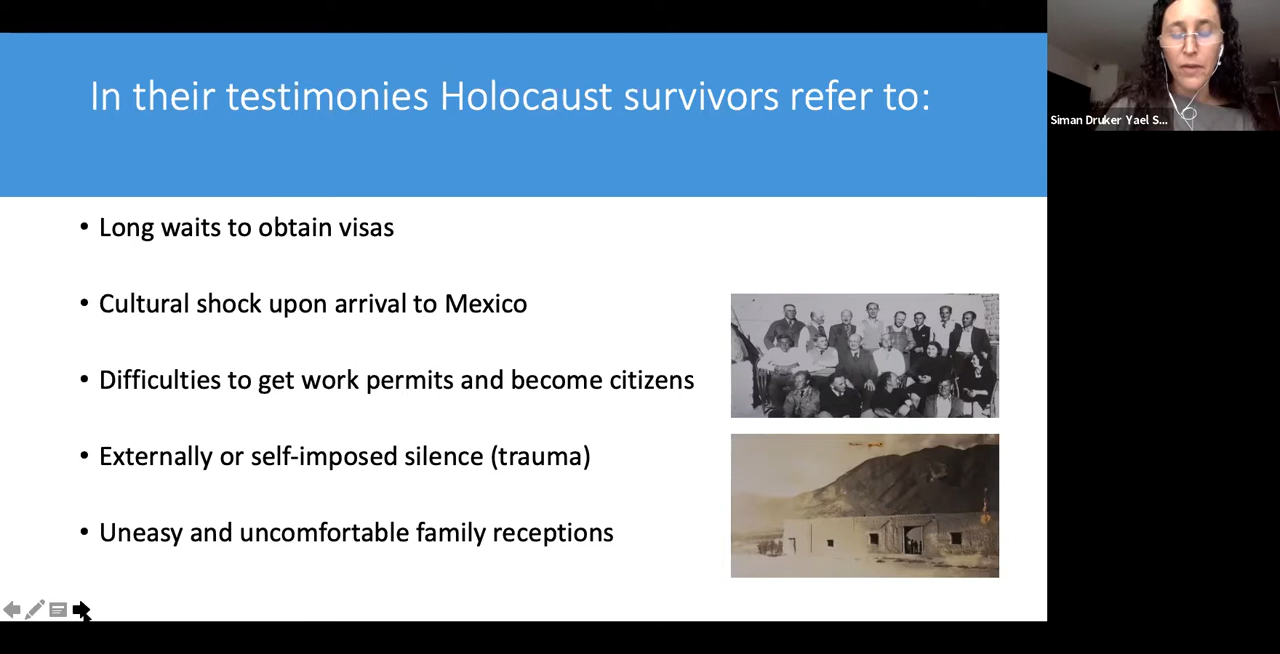 In their testimonies Holocaust survivors refer to:
Siman Druker Yael S...
• Long waits to obtain visas
• Cultural shock upon arrival to Mexico
• Difficulties to get work permits and become citizens
• Externally or self-imposed silence (trauma)
• Uneasy and uncomfortable family receptions